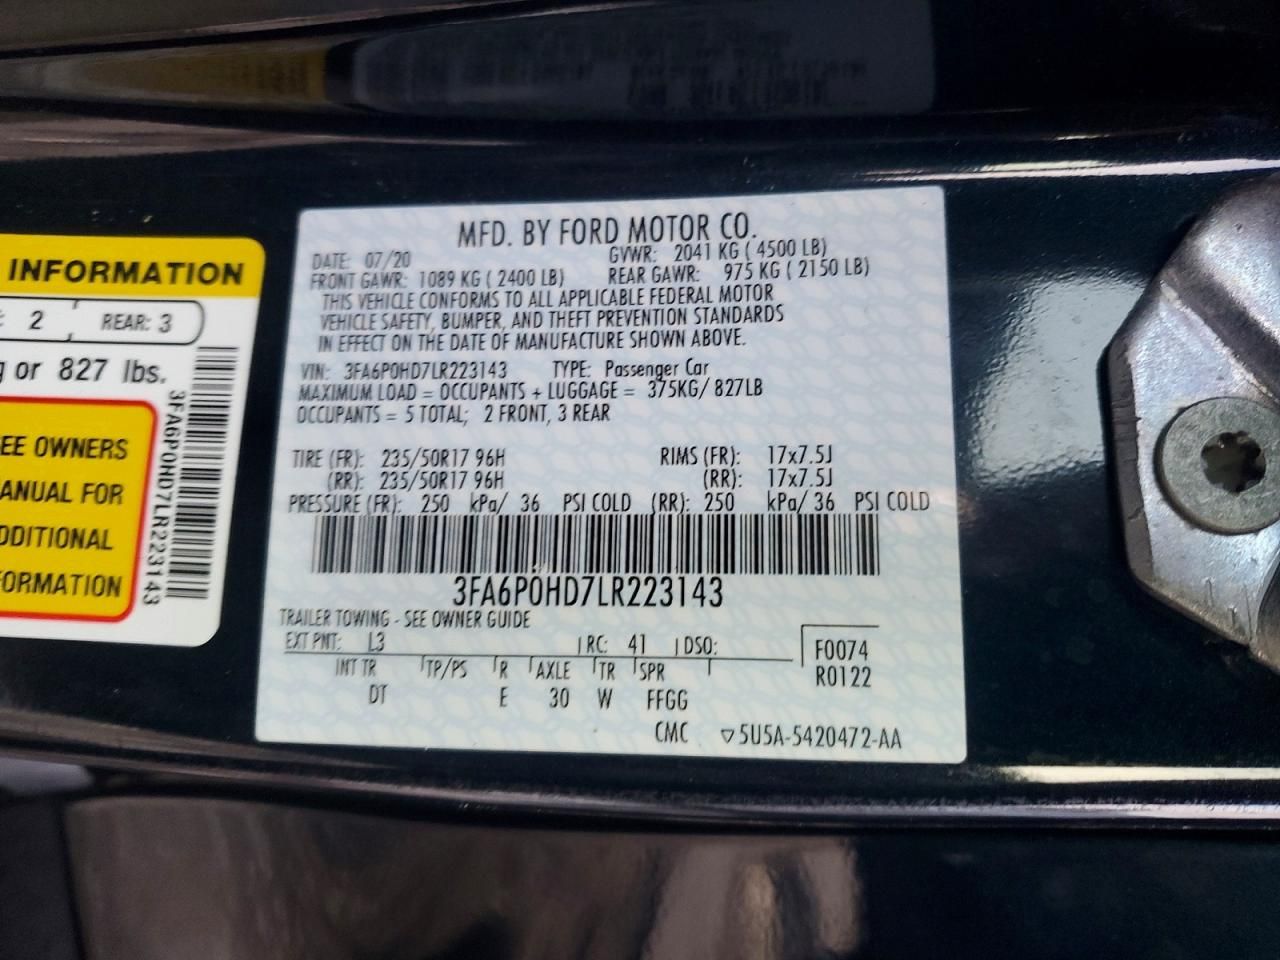 INFORMATION
2 REAR: 3
or 827 lbs.
SEE OWNERS
MANUAL FOR
ADDITIONAL
INFORMATION
3FA6P0HD7LR223143
MFD. BY FORD MOTOR CO.
DATE: 07/20 GVWR: 2041 KG ( 4500 LB)
FRONT GAWR: 1089 KG ( 2400 LB) REAR GAWR: 975 KG ( 2150 LB)
THIS VEHICLE CONFORMS TO ALL APPLICABLE FEDERAL MOTOR
VEHICLE SAFETY, BUMPER, AND THEFT PREVENTION STANDARDS
IN EFFECT ON THE DATE OF MANUFACTURE SHOWN ABOVE.
VIN: 3FA6P0HD7LR223143 TYPE: Passenger Car
MAXIMUM LOAD = OCCUPANTS + LUGGAGE = 375KG/ 827LB
OCCUPANTS = 5 TOTAL; 2 FRONT, 3 REAR
TIRE (FR): 235/50R17 96H RIMS (FR): 17x7.5J
(RR): 235/50R17 96H (RR): 17x7.5J
PRESSURE (FR): 250 kPa/ 36 PSI COLD (RR): 250 kPa/ 36 PSI COLD
3FA6P0HD7LR223143
TRAILER TOWING - SEE OWNER GUIDE
EXT PNT: L3 RC: 41 DSO: F0074
INT TR TP/PS R AXLE TR SPR R0122
DT E 30 W FFGG
CMC ▽5U5A-5420472-AA